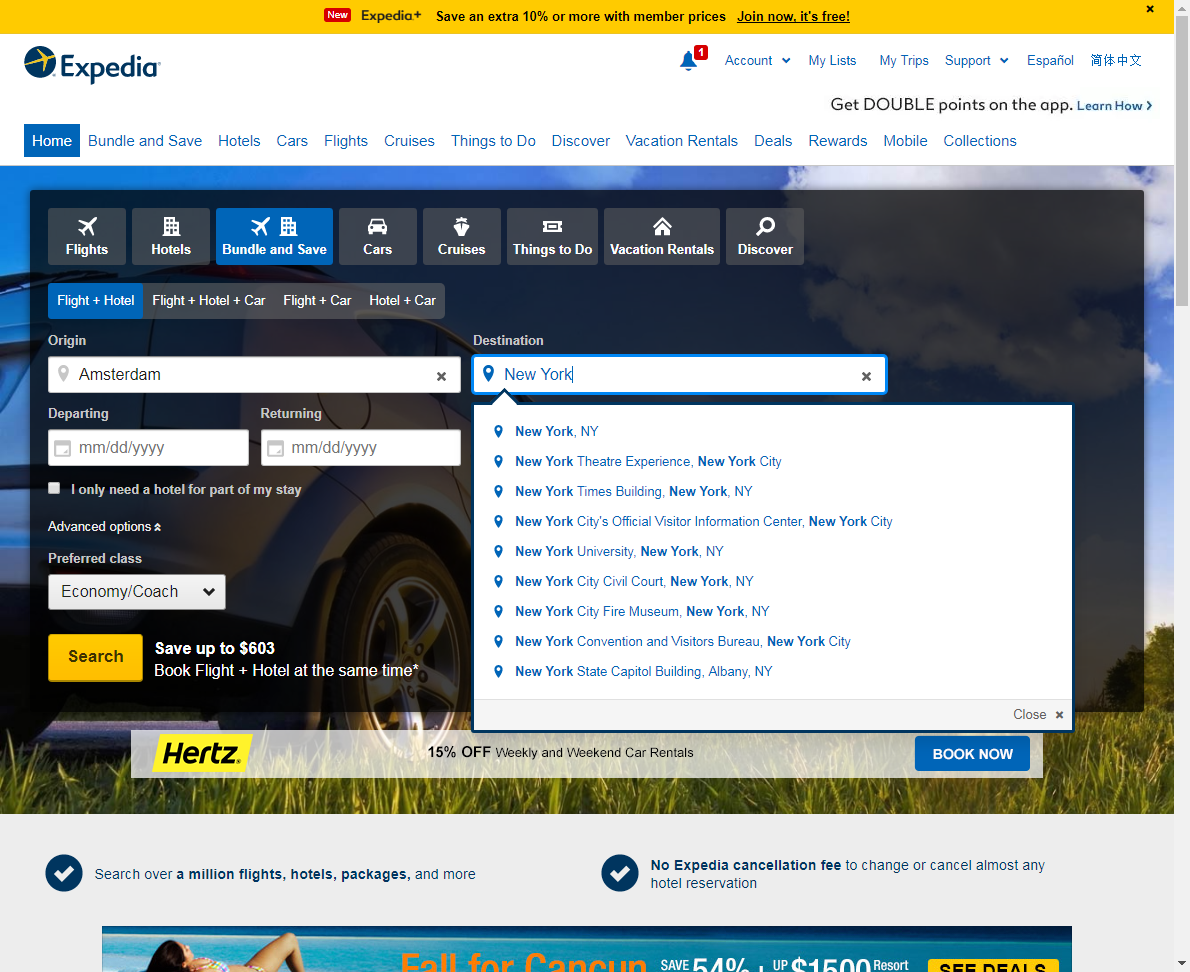 New Expedia+ Save an extra 10% or more with member prices Join now, it's free!
Expedia
1 Account My Lists My Trips Support Español 简体中文
Get DOUBLE points on the app. Learn How
Home Bundle and Save Hotels Cars Flights Cruises Things to Do Discover Vacation Rentals Deals Rewards Mobile Collections
Flights Hotels Bundle and Save Cars Cruises Things to Do Vacation Rentals Discover
Flight + Hotel Flight + Hotel + Car Flight + Car Hotel + Car
Origin Destination
Amsterdam New York
Departing Returning
mm/dd/yyyy mm/dd/yyyy
I only need a hotel for part of my stay
Advanced options
Preferred class
Economy/Coach
Search Save up to $603
Book Flight + Hotel at the same time*
New York, NY
New York Theatre Experience, New York City
New York Times Building, New York, NY
New York City's Official Visitor Information Center, New York City
New York University, New York, NY
New York City Civil Court, New York, NY
New York City Fire Museum, New York, NY
New York Convention and Visitors Bureau, New York City
New York State Capitol Building, Albany, NY
Close
Hertz. 15% OFF Weekly and Weekend Car Rentals BOOK NOW
Search over a million flights, hotels, packages, and more
No Expedia cancellation fee to change or cancel almost any
hotel reservation
Fall for Cancun SAVE 54% + UP $1500 Resort SEE DEALS